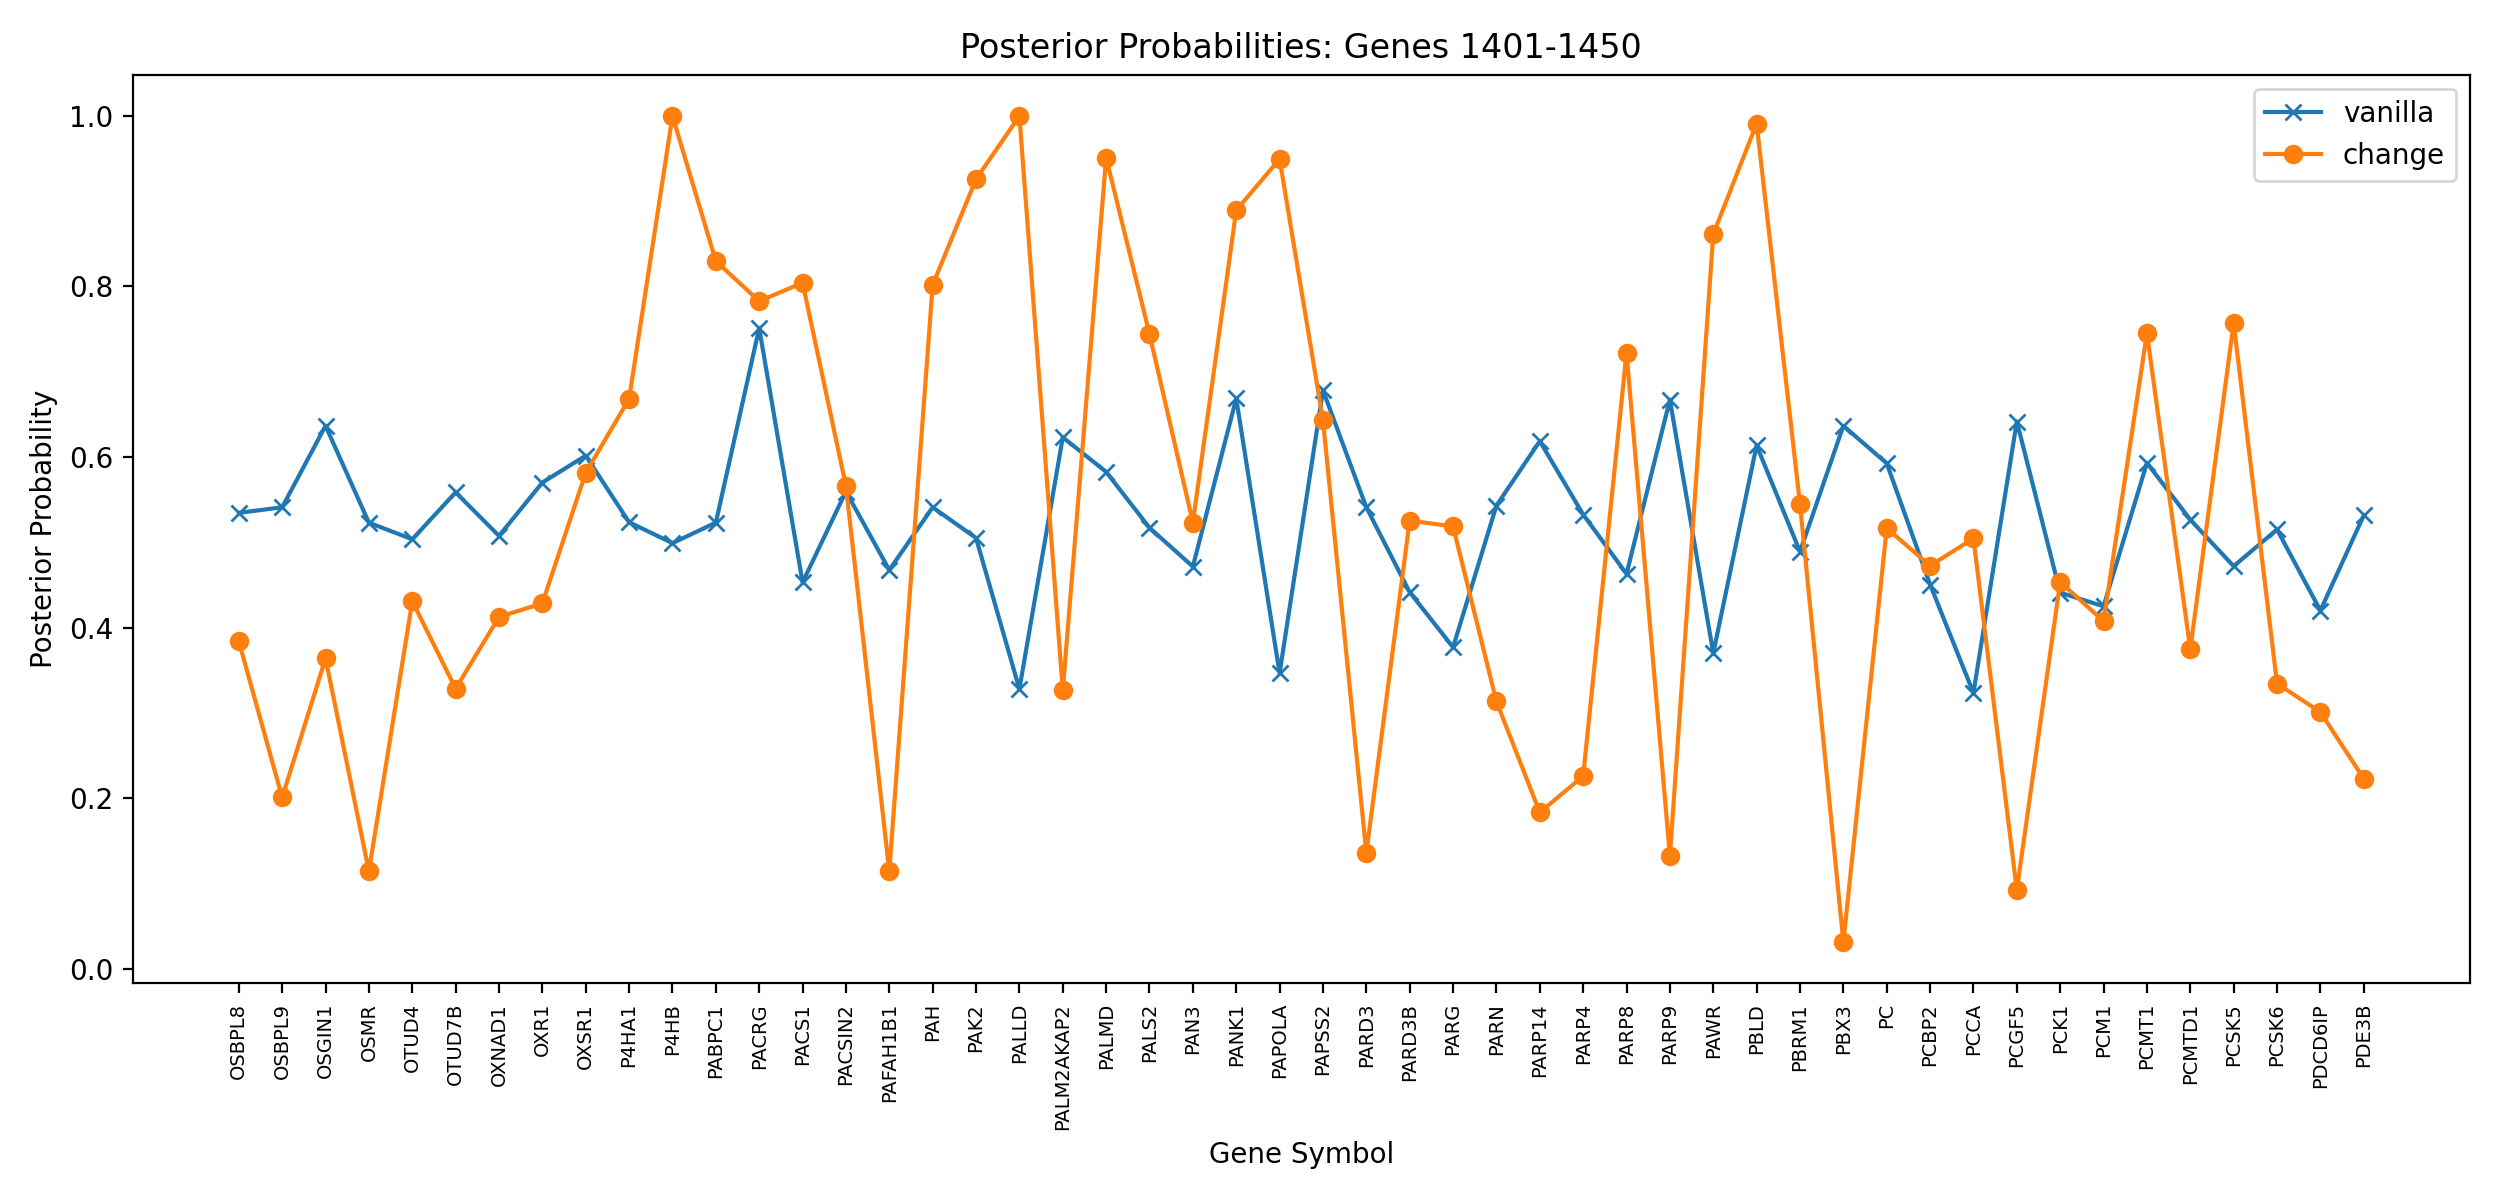 Posterior Probabilities: Genes 1401-1450
vanilla
change
Posterior Probability
1.0
0.8
0.6
0.4
0.2
0.0
OSBPL8
OSBPL9
OSGIN1
OSMR
OTUD4
OTUD7B
OXNAD1
OXR1
OXSR1
P4HA1
P4HB
PABPC1
PACRG
PACS1
PACSIN2
PAFAH1B1
PAH
PAK2
PALLD
PALM2AKAP2
PALMD
PALS2
PAN3
PANK1
PAPOLA
PAPSS2
PARD3
PARD3B
PARG
PARN
PARP14
PARP4
PARP8
PARP9
PAWR
PBLD
PBRM1
PBX3
PC
PCBP2
PCCA
PCGF5
PCK1
PCM1
PCMT1
PCMTD1
PCSK5
PCSK6
PDCD6IP
PDE3B
Gene Symbol